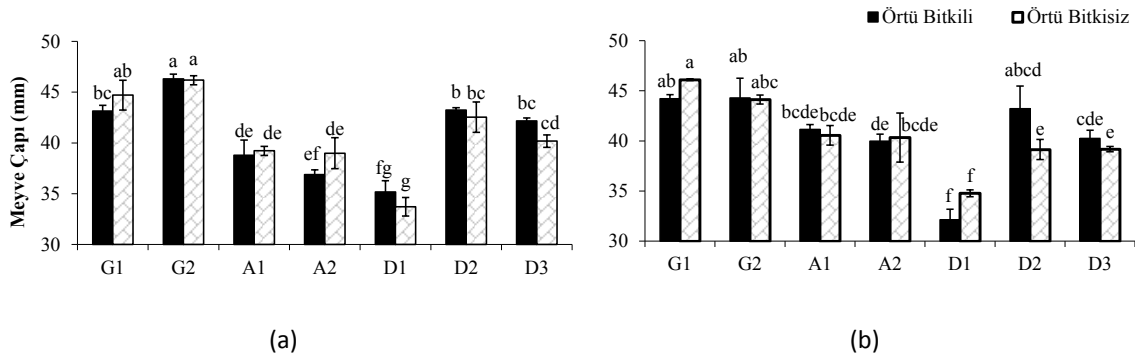 Örtü Bitkili Örtü Bitkisiz
(a)
Meyve Çapı (mm)
50
45
40
35
30
bc ab a a de de ef de fg g b bc bc cd
G1 G2 A1 A2 D1 D2 D3
(b)
50
45
40
35
30
ab a ab abc bcde bcde de bcde f f abcd e cde e
G1 G2 A1 A2 D1 D2 D3